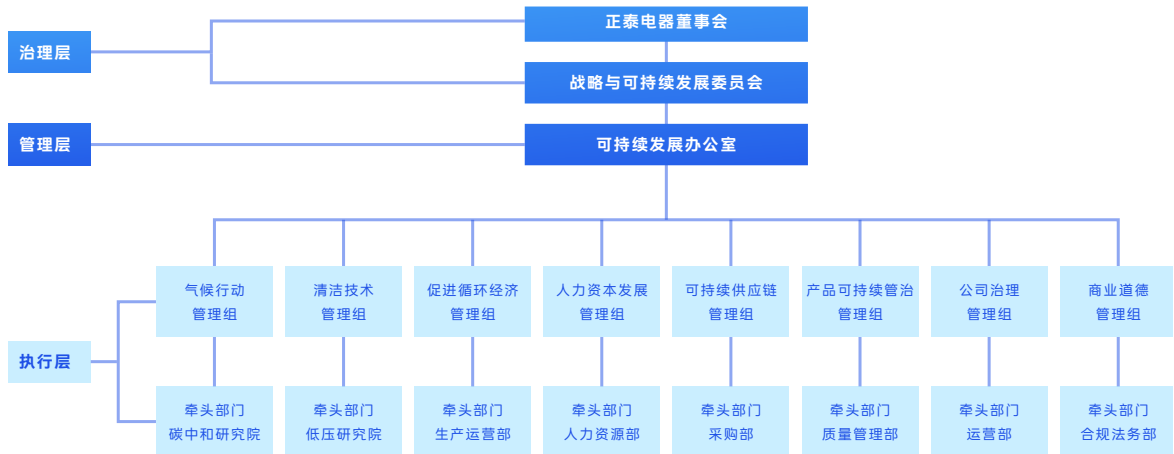 正泰电器董事会
治理层
战略与可持续发展委员会
管理层
可持续发展办公室
气候行动
管理组
清洁技术
管理组
促进循环经济
管理组
人力资本发展
管理组
可持续供应链
管理组
产品可持续管治
管理组
公司治理
管理组
商业道德
管理组
执行层
牵头部门
碳中和研究院
牵头部门
低压研究院
牵头部门
生产运营部
牵头部门
人力资源部
牵头部门
采购部
牵头部门
质量管理部
牵头部门
运营部
牵头部门
合规法务部